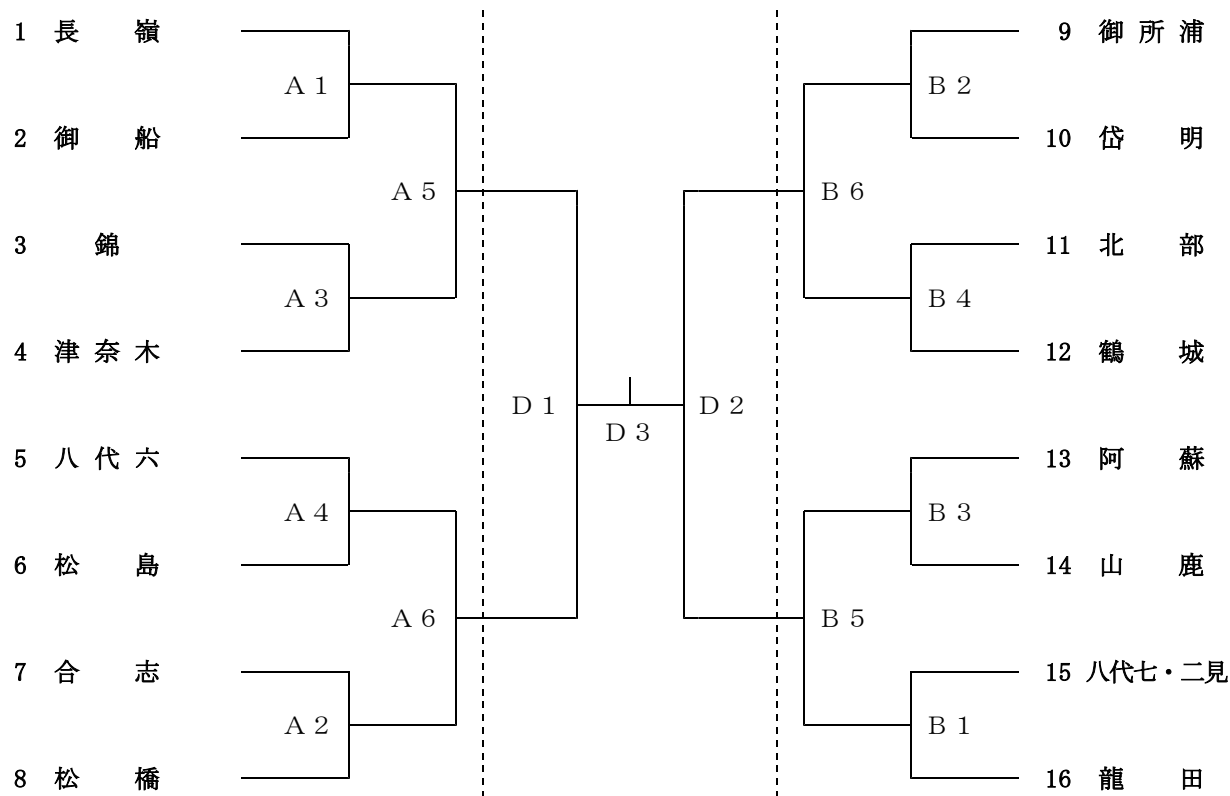 1 長 嶺
9 御 所 浦
A 1
B 2
2 御 船
10 岱 明
A 5
B 6
3 錦
11 北 部
A 3
B 4
4 津 奈 木
12 鶴 城
D 1
D 2
D 3
5 八 代 六
13 阿 蘇
A 4
B 3
6 松 島
14 山 鹿
A 6
B 5
7 合 志
15 八代七・二見
A 2
B 1
8 松 橋
16 龍 田